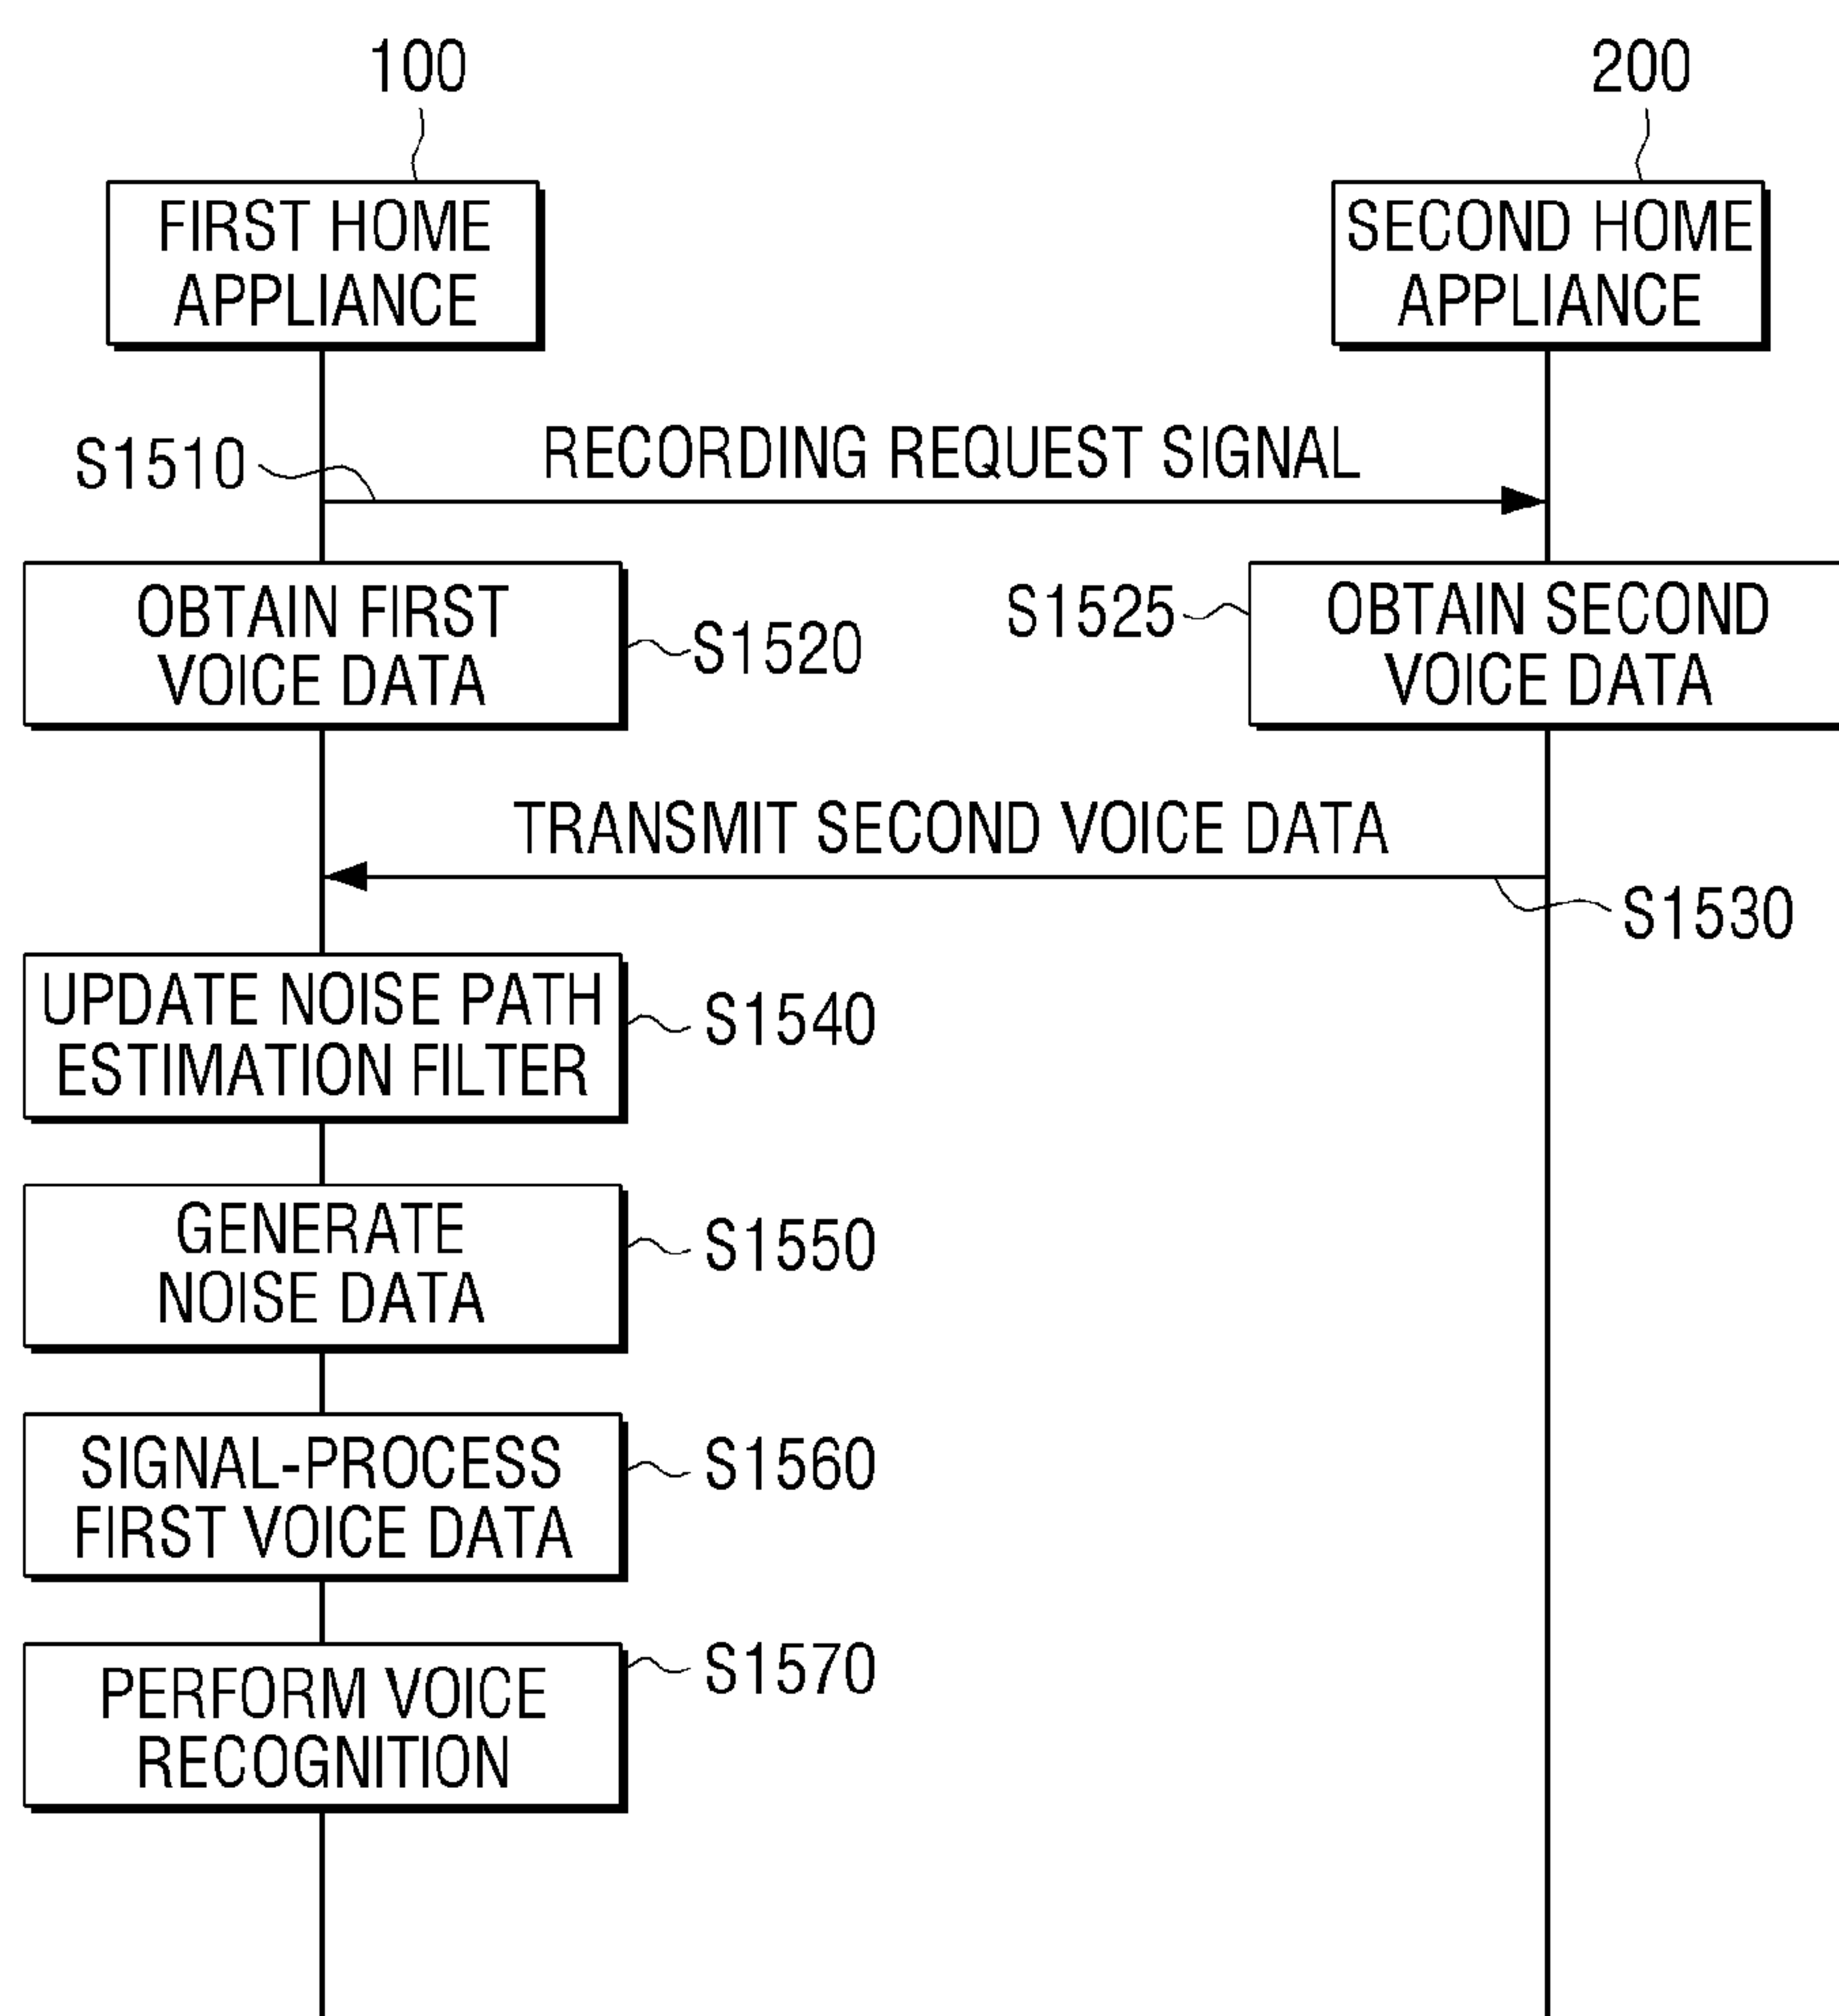 100
200
FIRST HOME
APPLIANCE
SECOND HOME
APPLIANCE
S1510
RECORDING REQUEST SIGNAL
OBTAIN FIRST
VOICE DATA
S1520
S1525
OBTAIN SECOND
VOICE DATA
TRANSMIT SECOND VOICE DATA
S1530
UPDATE NOISE PATH
ESTIMATION FILTER
S1540
GENERATE
NOISE DATA
S1550
SIGNAL-PROCESS
FIRST VOICE DATA
S1560
PERFORM VOICE
RECOGNITION
S1570